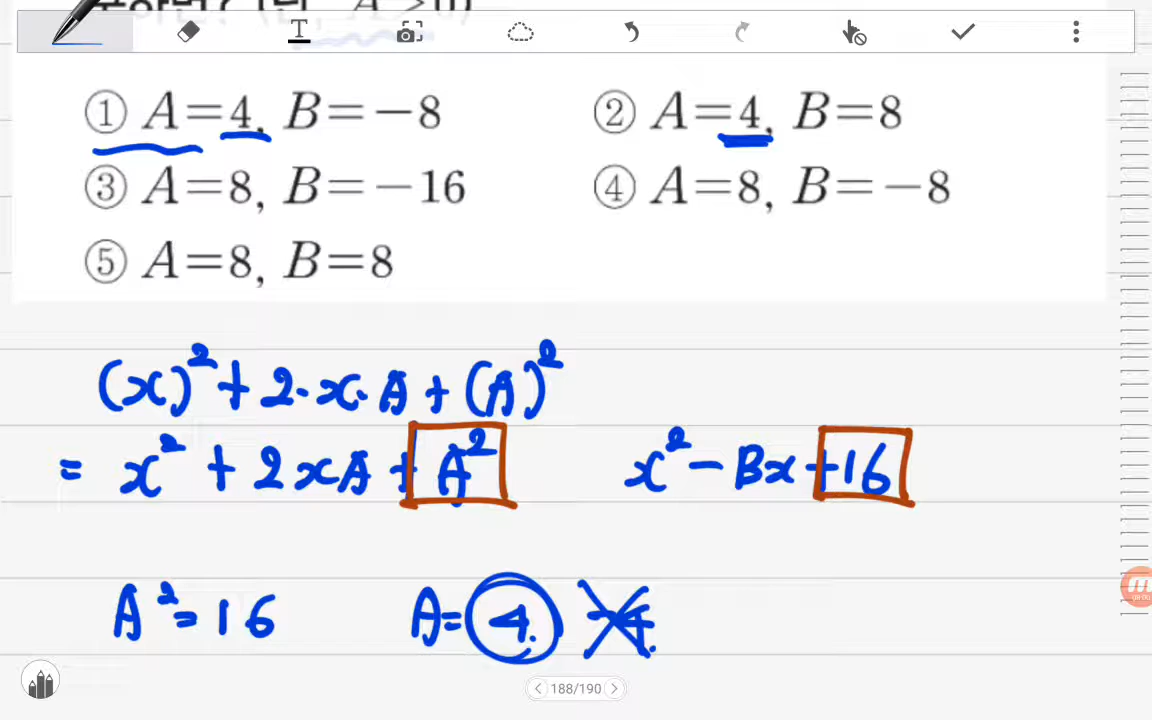 ① A=4, B=−8 ② A=4, B=8
③ A=8, B=−16 ④ A=8, B=−8
⑤ A=8, B=8
(x)² + 2·x·A + (A)²
= x² + 2xA + A² x² − Bx +16
A² = 16 A = 4. −4.
188/190